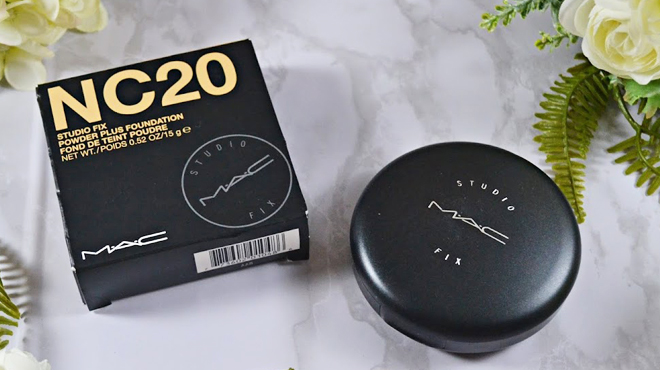 NC20
STUDIO FIX
POWDER PLUS FOUNDATION
FOND DE TEINT POUDRE
NET WT./POIDS 0.52 OZ/15 g ℮
STUDIO
MAC
FIX
MAC
STUDIO
MAC
FIX